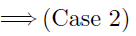 ⟹ (Case 2)